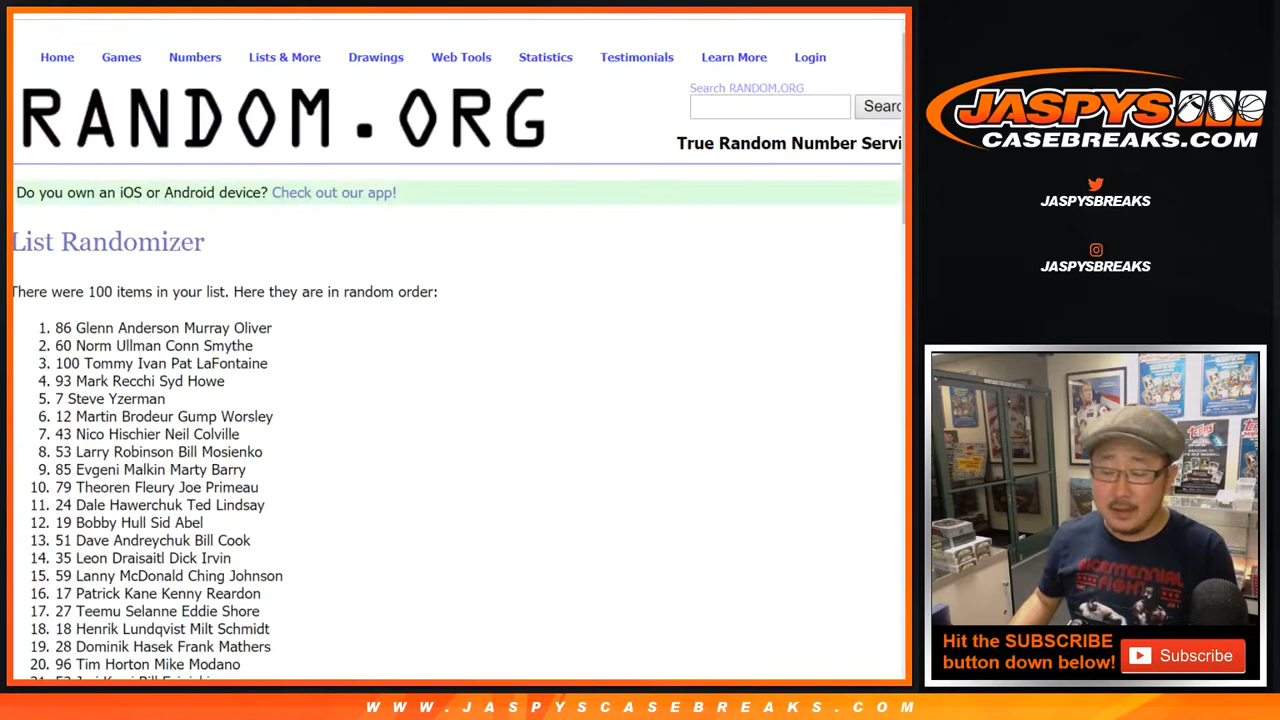 Home Games Numbers Lists & More Drawings Web Tools Statistics Testimonials Learn More Login
RANDOM.ORG
Search RANDOM.ORG
Searc
True Random Number Servi
Do you own an iOS or Android device? Check out our app!
List Randomizer
There were 100 items in your list. Here they are in random order:
1. 86 Glenn Anderson Murray Oliver
2. 60 Norm Ullman Conn Smythe
3. 100 Tommy Ivan Pat LaFontaine
4. 93 Mark Recchi Syd Howe
5. 7 Steve Yzerman
6. 12 Martin Brodeur Gump Worsley
7. 43 Nico Hischier Neil Colville
8. 53 Larry Robinson Bill Mosienko
9. 85 Evgeni Malkin Marty Barry
10. 79 Theoren Fleury Joe Primeau
11. 24 Dale Hawerchuk Ted Lindsay
12. 19 Bobby Hull Sid Abel
13. 51 Dave Andreychuk Bill Cook
14. 35 Leon Draisaitl Dick Irvin
15. 59 Lanny McDonald Ching Johnson
16. 17 Patrick Kane Kenny Reardon
17. 27 Teemu Selanne Eddie Shore
18. 18 Henrik Lundqvist Milt Schmidt
19. 28 Dominik Hasek Frank Mathers
20. 96 Tim Horton Mike Modano
JASPYS
CASEBREAKS.COM
JASPYSBREAKS
JASPYSBREAKS
Topps
BICENTENNIAL
FIGHT
Hit the SUBSCRIBE
button down below!
Subscribe
WWW.JASPYSCASEBREAKS.COM